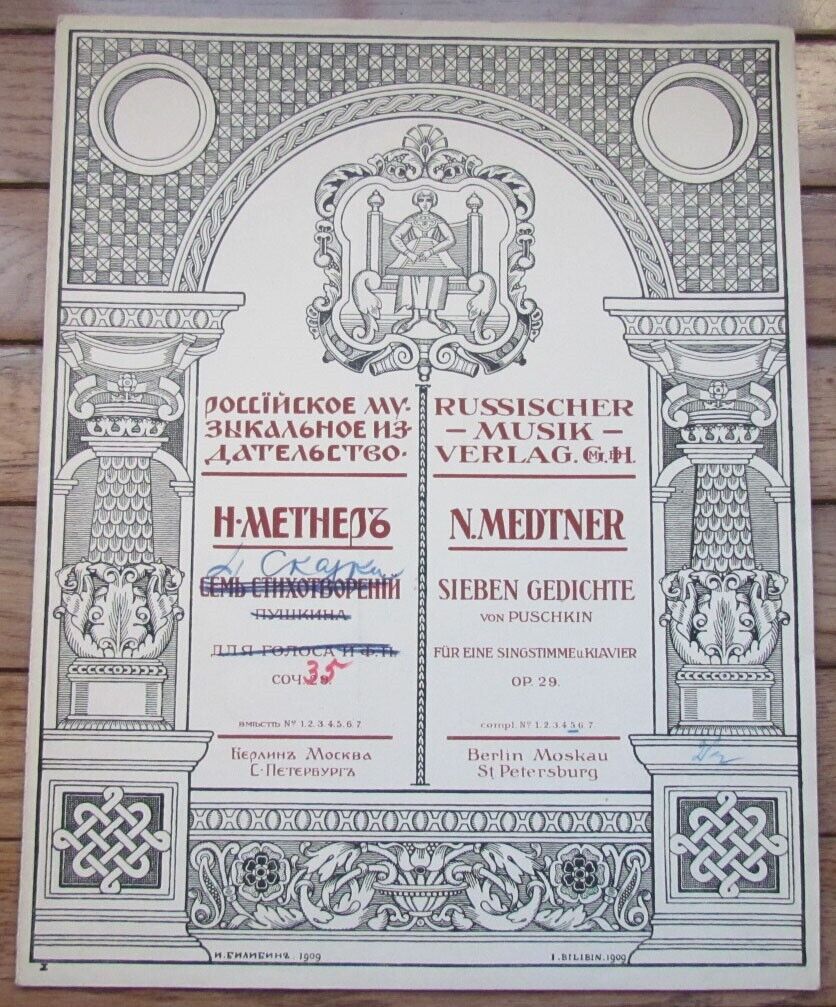 РОССІЙСКОЕ МУ-
ЗЫКАЛЬНОЕ ИЗ-
ДАТЕЛЬСТВО·
Н·МЕТНЕРЪ
4 Сказки
СЕМЬ СТИХОТВОРЕНІЙ
ПУШКИНА
ДЛЯ ГОЛОСА И Ф.П.
СОЧ. 35
ВМѢСТѢ № 1.2.3.4.5.6.7.
БЕРЛИНЪ МОСКВА
С·ПЕТЕРБУРГЪ
RUSSISCHER
– MUSIK –
VERLAG. G.M.B.H.
N. MEDTNER
SIEBEN GEDICHTE
VON PUSCHKIN
FÜR EINE SINGSTIMME u. KLAVIER
OP. 29.
compl. № 1.2.3.4.5.6.7.
Berlin Moskau
St Petersburg
И. БИЛИБИНЪ. 1909
I. BILIBIN. 1909
I